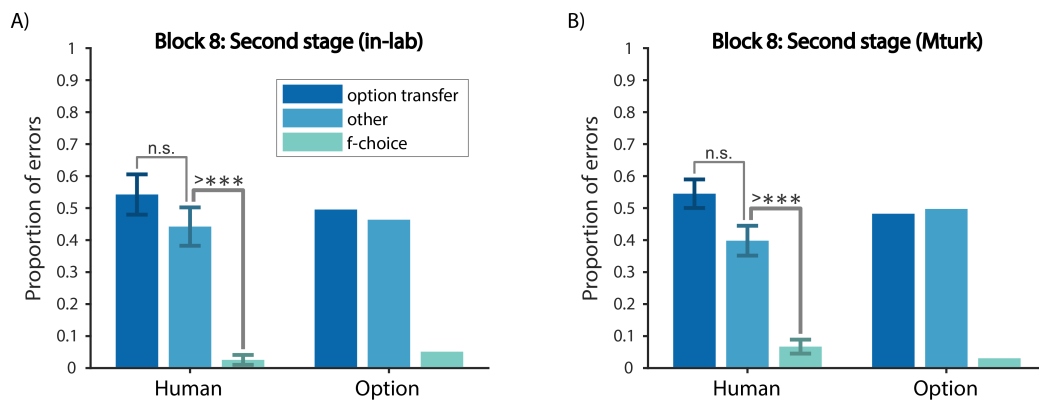 A)
Block 8: Second stage (in-lab)
Proportion of errors
1
0.9
0.8
0.7
0.6
0.5
0.4
0.3
0.2
0.1
0
option transfer
other
f-choice
n.s.
>***
Human
Option
B)
Block 8: Second stage (Mturk)
Proportion of errors
1
0.9
0.8
0.7
0.6
0.5
0.4
0.3
0.2
0.1
0
n.s.
>***
Human
Option